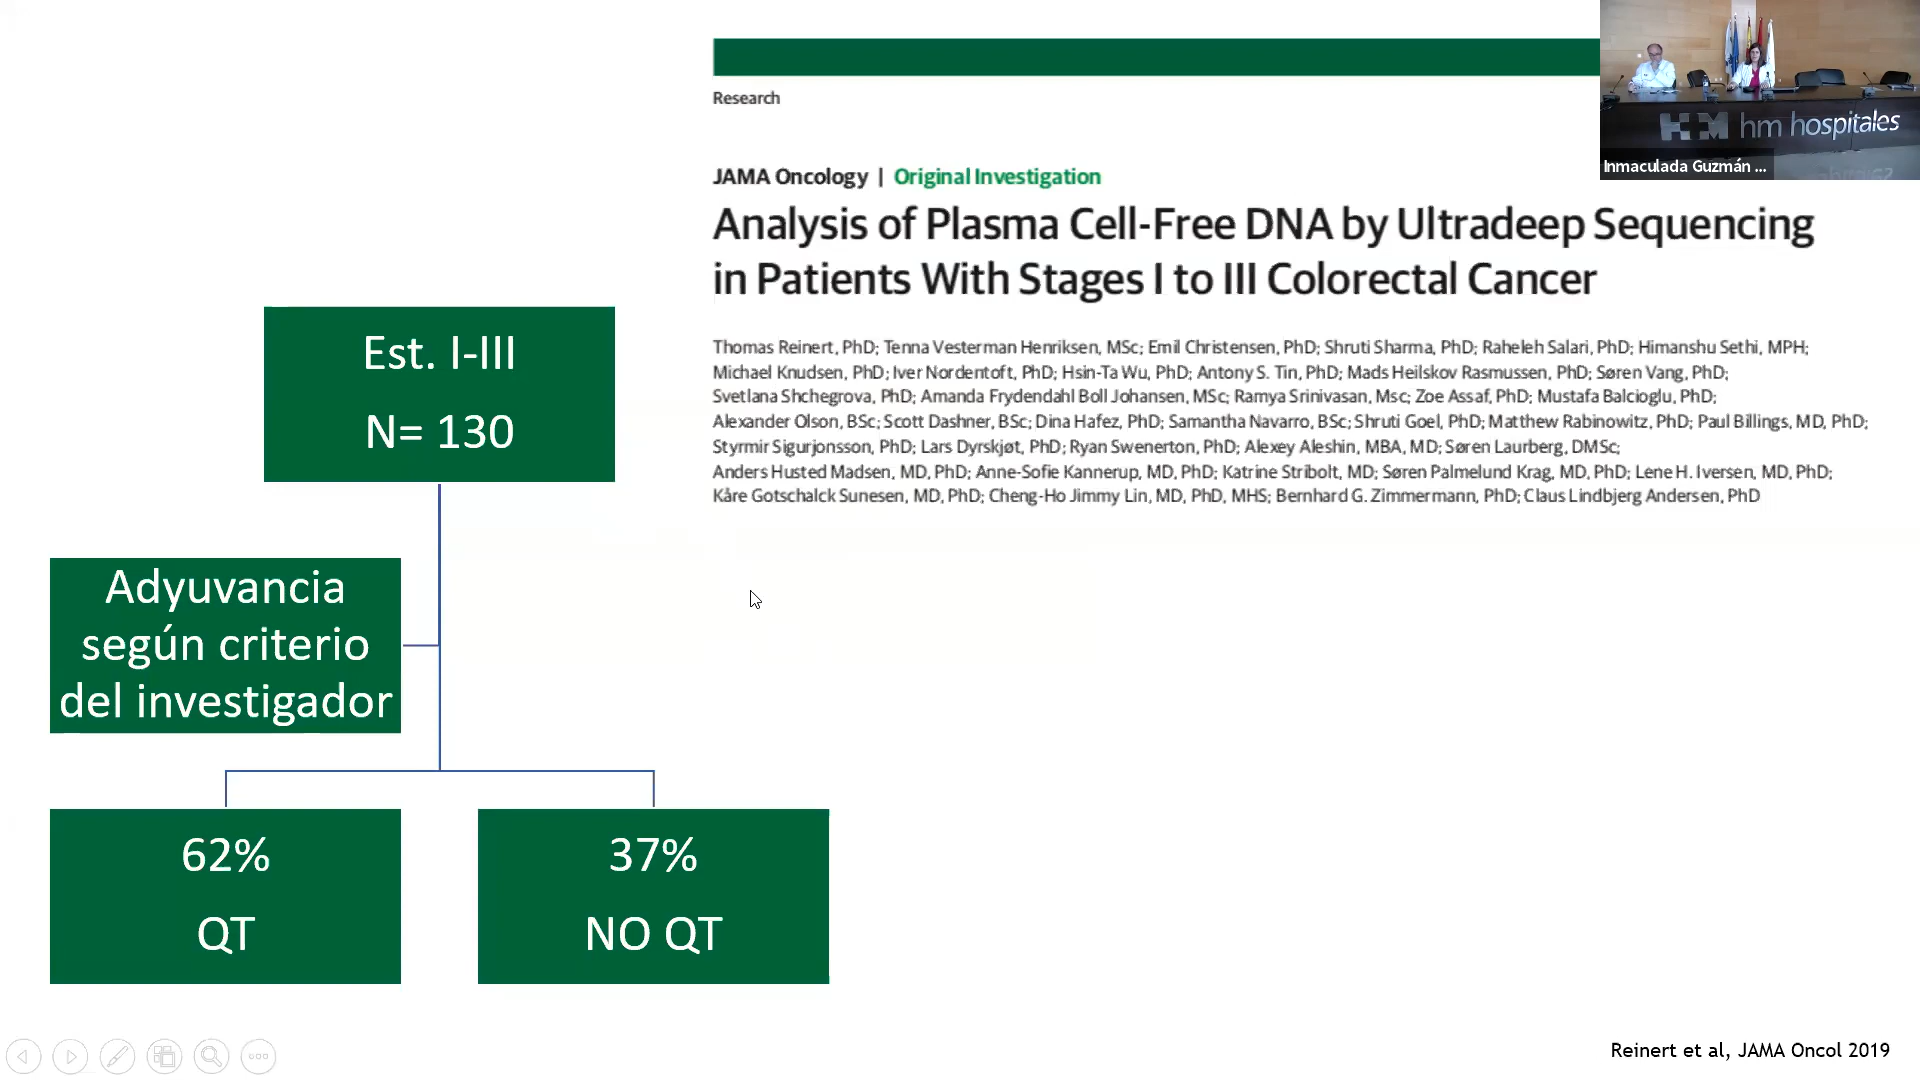 Research
JAMA Oncology | Original Investigation
Analysis of Plasma Cell-Free DNA by Ultradeep Sequencing
in Patients With Stages I to III Colorectal Cancer
Thomas Reinert, PhD; Tenna Vesterman Henriksen, MSc; Emil Christensen, PhD; Shruti Sharma, PhD; Raheleh Salari, PhD; Himanshu Sethi, MPH;
Michael Knudsen, PhD; Iver Nordentoft, PhD; Hsin-Ta Wu, PhD; Antony S. Tin, PhD; Mads Heilskov Rasmussen, PhD; Søren Vang, PhD;
Svetlana Shchegrova, PhD; Amanda Frydendahl Boll Johansen, MSc; Ramya Srinivasan, Msc; Zoe Assaf, PhD; Mustafa Balcioglu, PhD;
Alexander Olson, BSc; Scott Dashner, BSc; Dina Hafez, PhD; Samantha Navarro, BSc; Shruti Goel, PhD; Matthew Rabinowitz, PhD; Paul Billings, MD, PhD;
Styrmir Sigurjonsson, PhD; Lars Dyrskjøt, PhD; Ryan Swenerton, PhD; Alexey Aleshin, MBA, MD; Søren Laurberg, DMSc;
Anders Husted Madsen, MD, PhD; Anne-Sofie Kannerup, MD, PhD; Katrine Stribolt, MD; Søren Palmelund Krag, MD, PhD; Lene H. Iversen, MD, PhD;
Kåre Gotschalck Sunesen, MD, PhD; Cheng-Ho Jimmy Lin, MD, PhD, MHS; Bernhard G. Zimmermann, PhD; Claus Lindbjerg Andersen, PhD
hm hospitales
Inmaculada Guzmán ...
Est. I-III
N= 130
Adyuvancia
según criterio
del investigador
62%
QT
37%
NO QT
Reinert et al, JAMA Oncol 2019